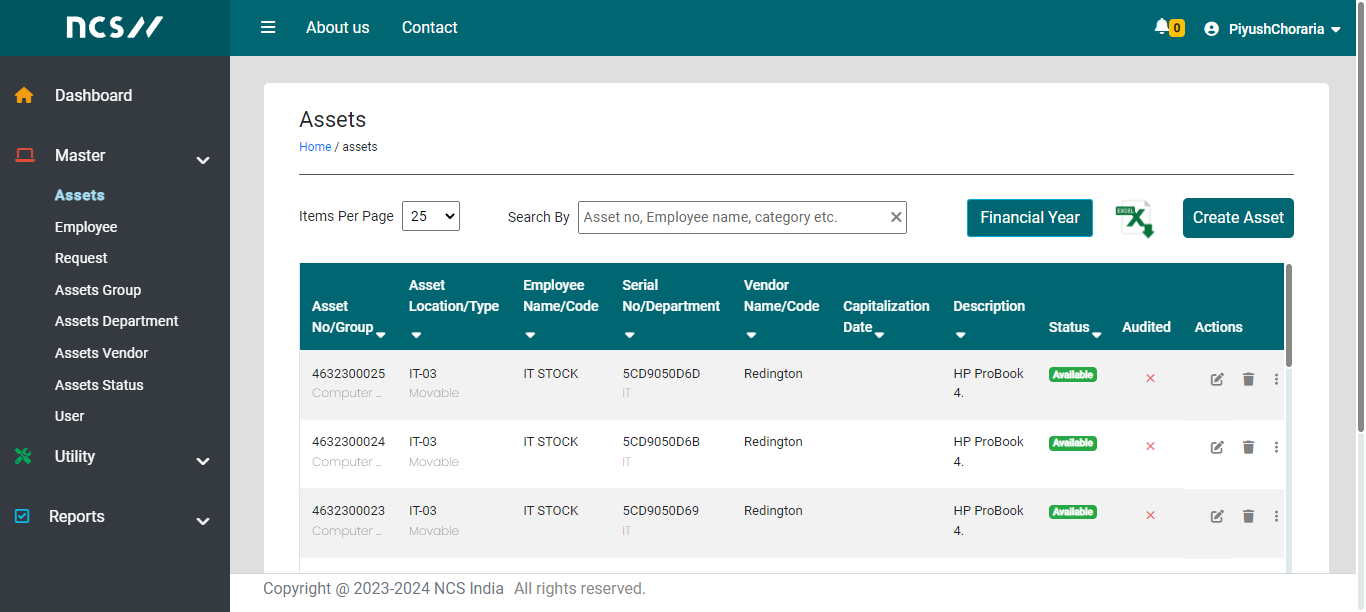 ncs
About us
Contact
0
PiyushChoraria
Dashboard
Master
Assets
Employee
Request
Assets Group
Assets Department
Assets Vendor
Assets Status
User
Utility
Reports
Assets
Home / assets
Items Per Page 25
Search By Asset no, Employee name, category etc.
Financial Year
EXCEL X
Create Asset
Asset No/Group
Asset Location/Type
Employee Name/Code
Serial No/Department
Vendor Name/Code
Capitalization Date
Description
Status
Audited
Actions
4632300025 IT-03 IT STOCK 5CD9050D6D Redington HP ProBook Available
Computer ... Movable IT 4.
4632300024 IT-03 IT STOCK 5CD9050D6B Redington HP ProBook Available
Computer ... Movable IT 4.
4632300023 IT-03 IT STOCK 5CD9050D69 Redington HP ProBook Available
Computer ... Movable IT 4.
Copyright @ 2023-2024 NCS India All rights reserved.